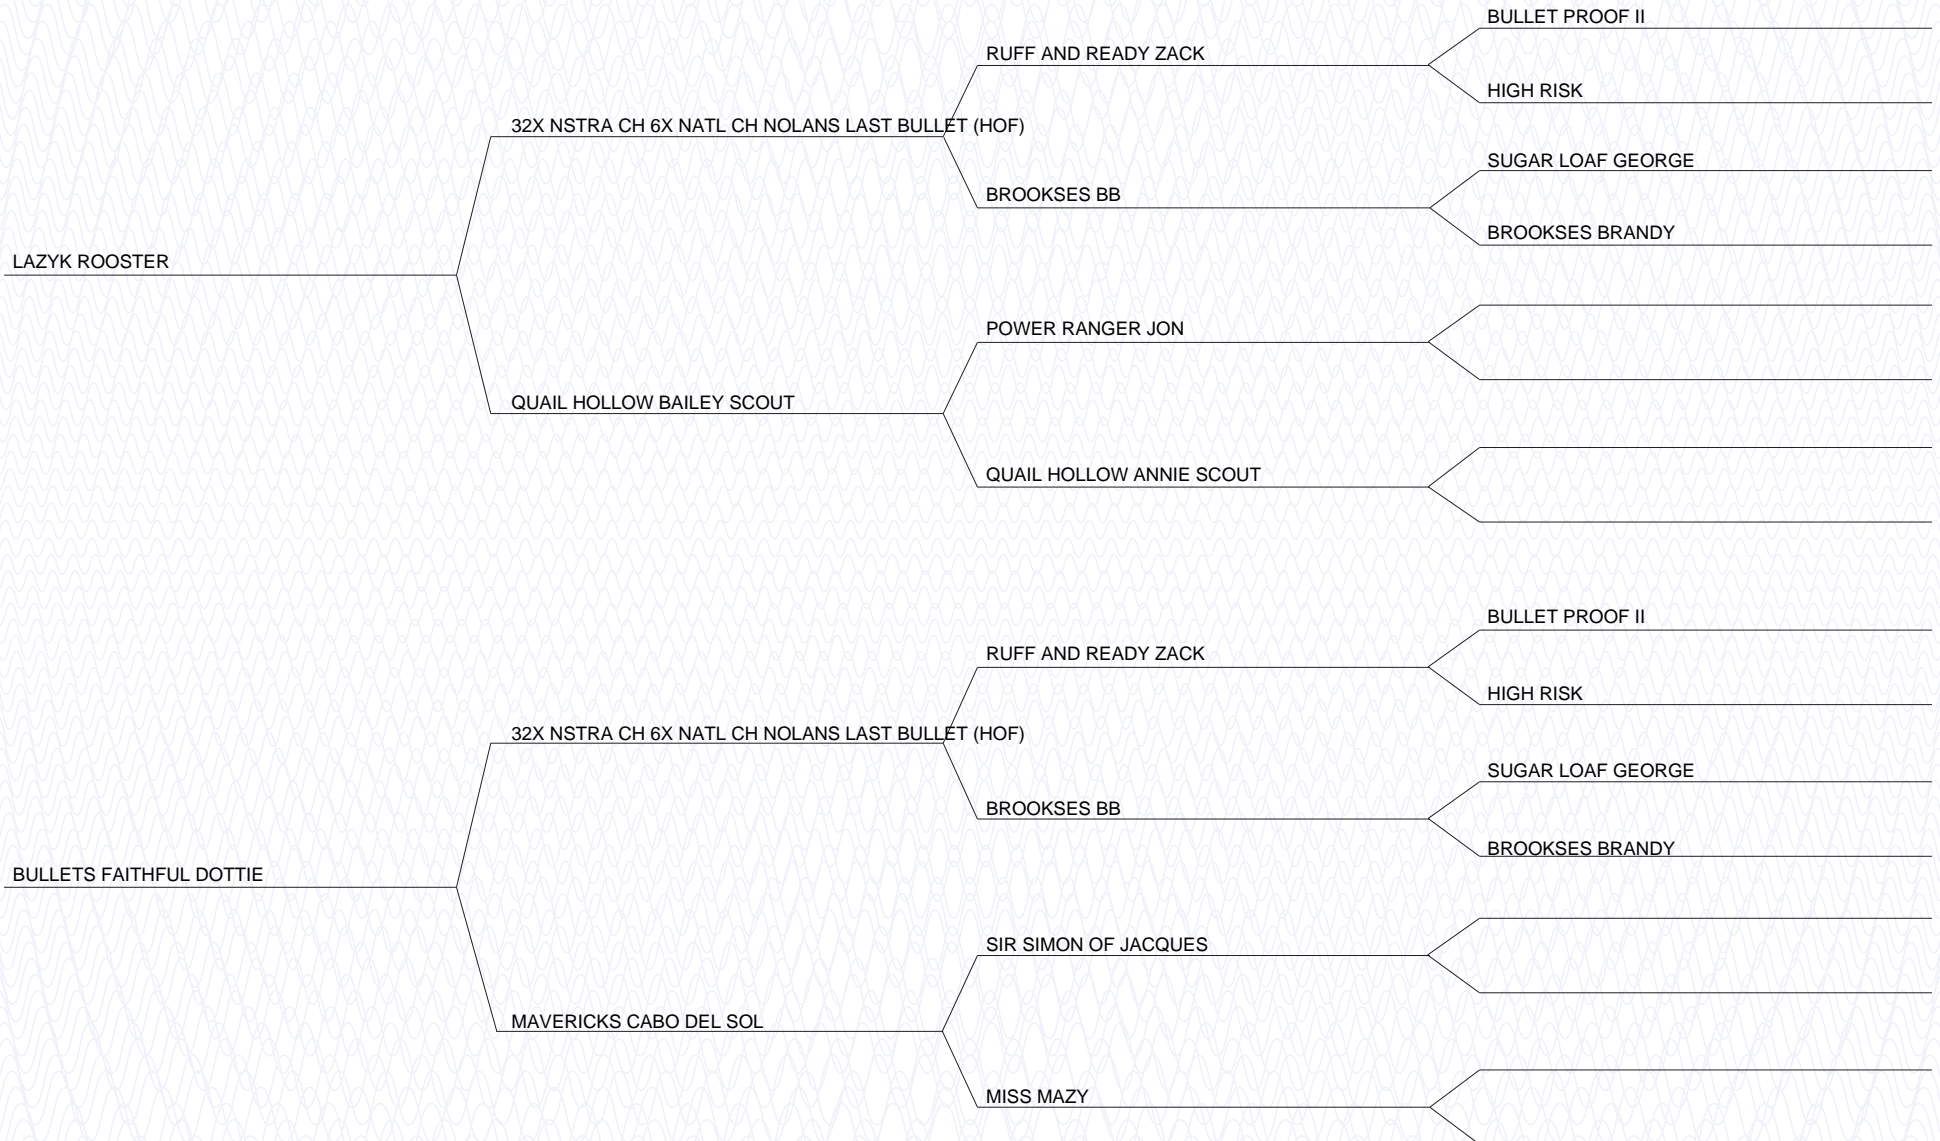 BULLET PROOF II
RUFF AND READY ZACK
HIGH RISK
32X NSTRA CH 6X NATL CH NOLANS LAST BULLET (HOF)
SUGAR LOAF GEORGE
BROOKSES BB
BROOKSES BRANDY
LAZYK ROOSTER
POWER RANGER JON
QUAIL HOLLOW BAILEY SCOUT
QUAIL HOLLOW ANNIE SCOUT
BULLET PROOF II
RUFF AND READY ZACK
HIGH RISK
32X NSTRA CH 6X NATL CH NOLANS LAST BULLET (HOF)
SUGAR LOAF GEORGE
BROOKSES BB
BROOKSES BRANDY
BULLETS FAITHFUL DOTTIE
SIR SIMON OF JACQUES
MAVERICKS CABO DEL SOL
MISS MAZY